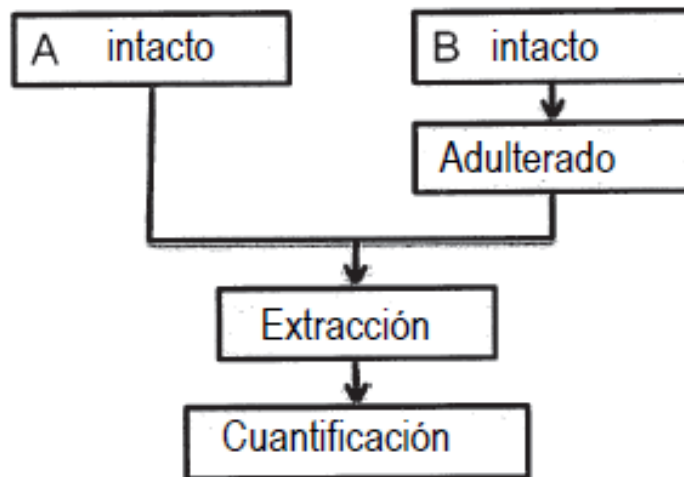 A intacto
B intacto
Adulterado
Extracción
Cuantificación